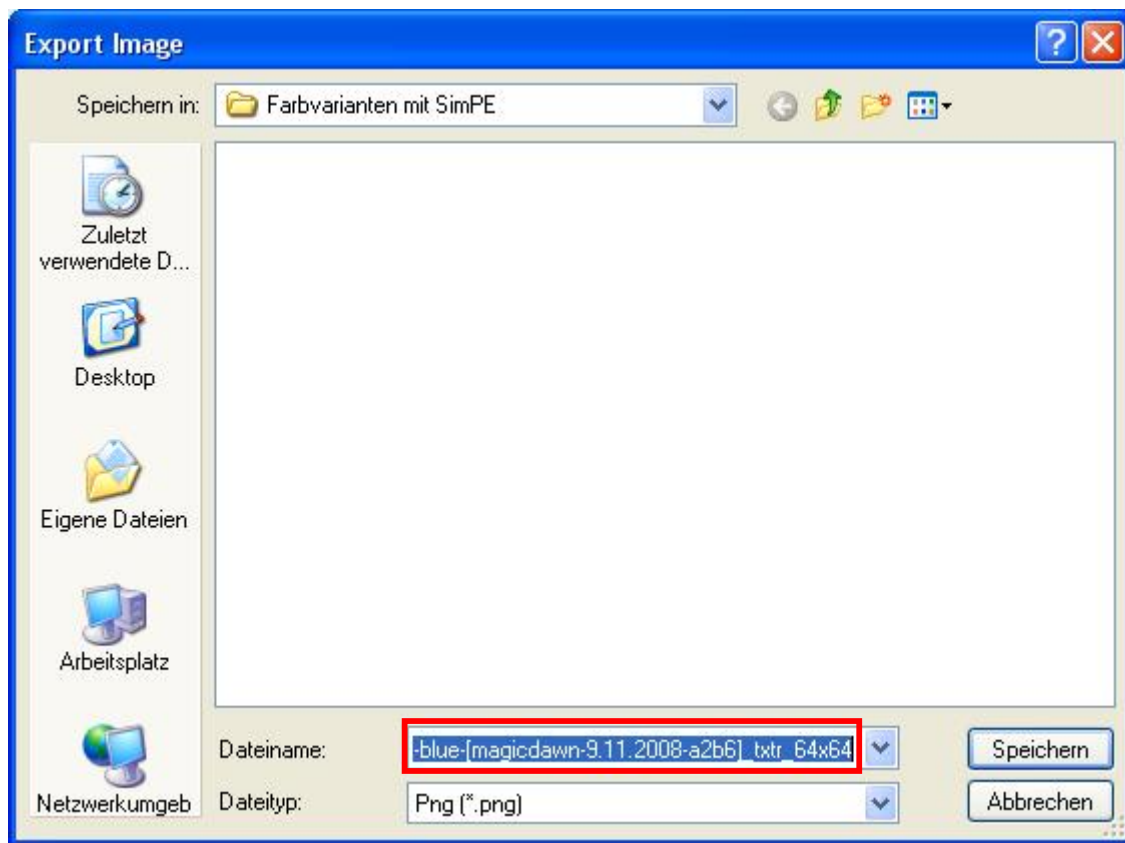 Export Image
Speichern in:
Farbvarianten mit SimPE
Zuletzt
verwendete D...
Desktop
Eigene Dateien
Arbeitsplatz
Netzwerkumgeb
Dateiname:
-blue-[magicdawn-9.11.2008-a2b6]_txtr_64x64
Speichern
Dateityp:
Png (*.png)
Abbrechen